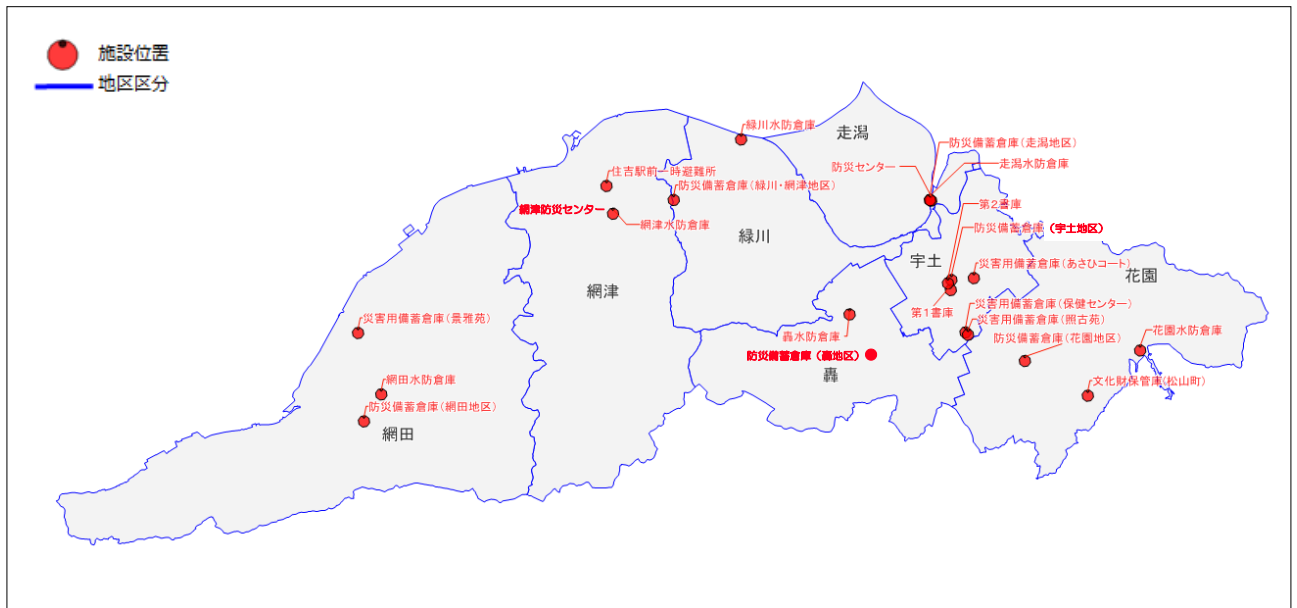 施設位置
地区区分
緑川水防倉庫
走潟
防災備蓄倉庫(走潟地区)
防災センター
走潟水防倉庫
住吉駅前一時避難所
防災備蓄倉庫(緑川・網津地区)
網津防災センター
網津水防倉庫
第2書庫
緑川
防災備蓄倉庫(宇土地区)
宇土
災害用備蓄倉庫(あさひコート)
花園
網津
第1書庫
災害用備蓄倉庫(保健センター)
災害用備蓄倉庫(景雅苑)
災害用備蓄倉庫(照古苑)
轟水防倉庫
防災備蓄倉庫(花園地区)
花園水防倉庫
防災備蓄倉庫(轟地区)
轟
網田水防倉庫
文化財保管庫(松山町)
防災備蓄倉庫(網田地区)
網田